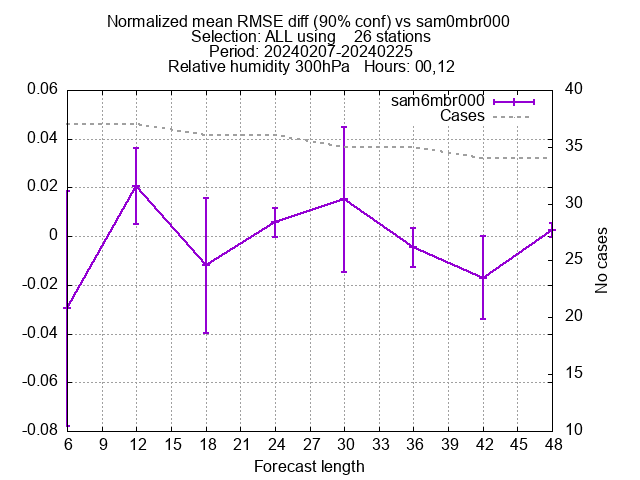 Normalized mean RMSE diff (90% conf) vs sam0mbr000
Selection: ALL using    26 stations
Period: 20240207-20240225
Relative humidity 300hPa   Hours: 00,12
sam6mbr000
Cases
0.06
0.04
0.02
0
-0.02
-0.04
-0.06
-0.08
40
35
30
25
20
15
10
No cases
6 9 12 15 18 21 24 27 30 33 36 39 42 45 48
Forecast length